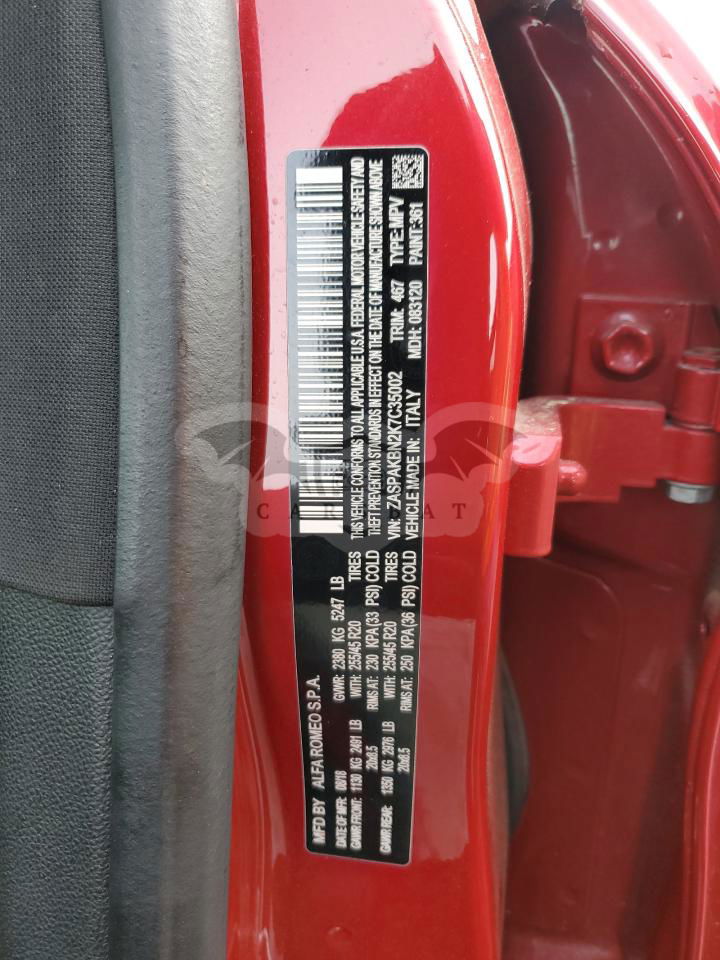 MFD BY ALFA ROMEO S.P.A.
DATE OF MFR: 08/18 GVWR: 2380 KG 5247 LB
GAWR FRONT: 1130 KG 2491 LB WITH: 255/45 R20 TIRES
20x8.5 RIMS AT: 230 KPA(33 PSI) COLD
GAWR REAR: 1350 KG 2976 LB WITH: 255/45 R20 TIRES
20x8.5 RIMS AT: 250 KPA(36 PSI) COLD
THIS VEHICLE CONFORMS TO ALL APPLICABLE U.S.A. FEDERAL MOTOR VEHICLE SAFETY AND
THEFT PREVENTION STANDARDS IN EFFECT ON THE DATE OF MANUFACTURE SHOWN ABOVE
VIN: ZASPAKBN2K7C35002 TRIM: 467 TYPE:MPV
VEHICLE MADE IN: ITALY MDH: 083120 PAINT:361